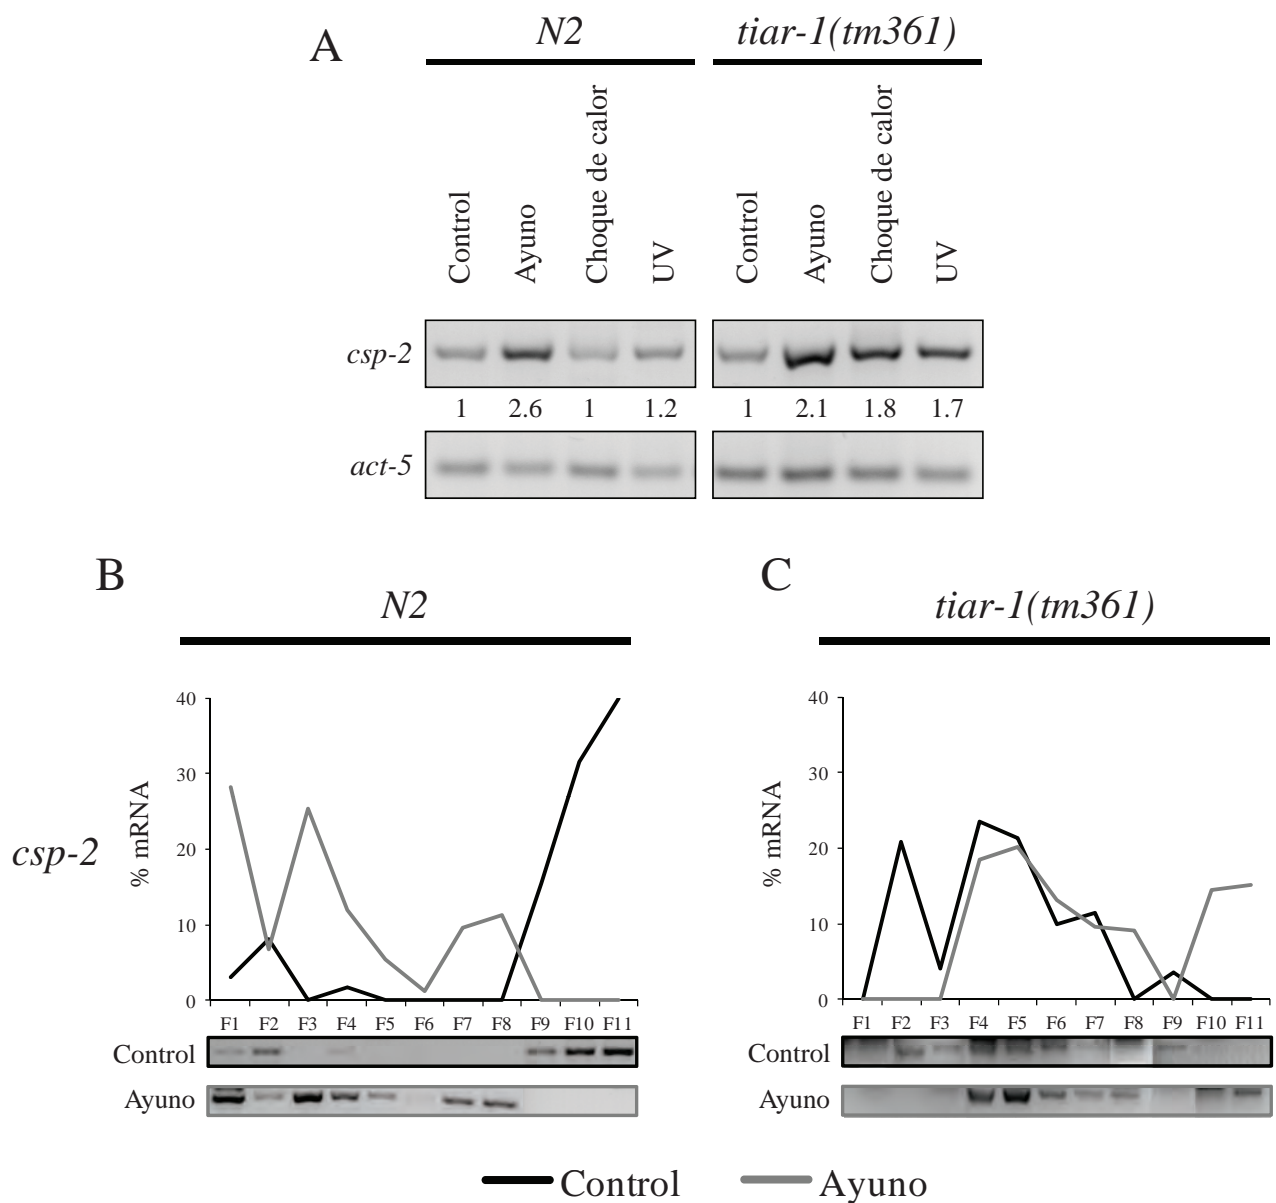 A
N2
tiar-1(tm361)
Control
Ayuno
Choque de calor
UV
Control
Ayuno
Choque de calor
UV
csp-2
1 2.6 1 1.2 1 2.1 1.8 1.7
act-5
B
N2
40
30
20
10
0
% mRNA
csp-2
F1 F2 F3 F4 F5 F6 F7 F8 F9 F10 F11
Control
Ayuno
C
tiar-1(tm361)
40
30
20
10
0
% mRNA
F1 F2 F3 F4 F5 F6 F7 F8 F9 F10 F11
Control
Ayuno
Control Ayuno